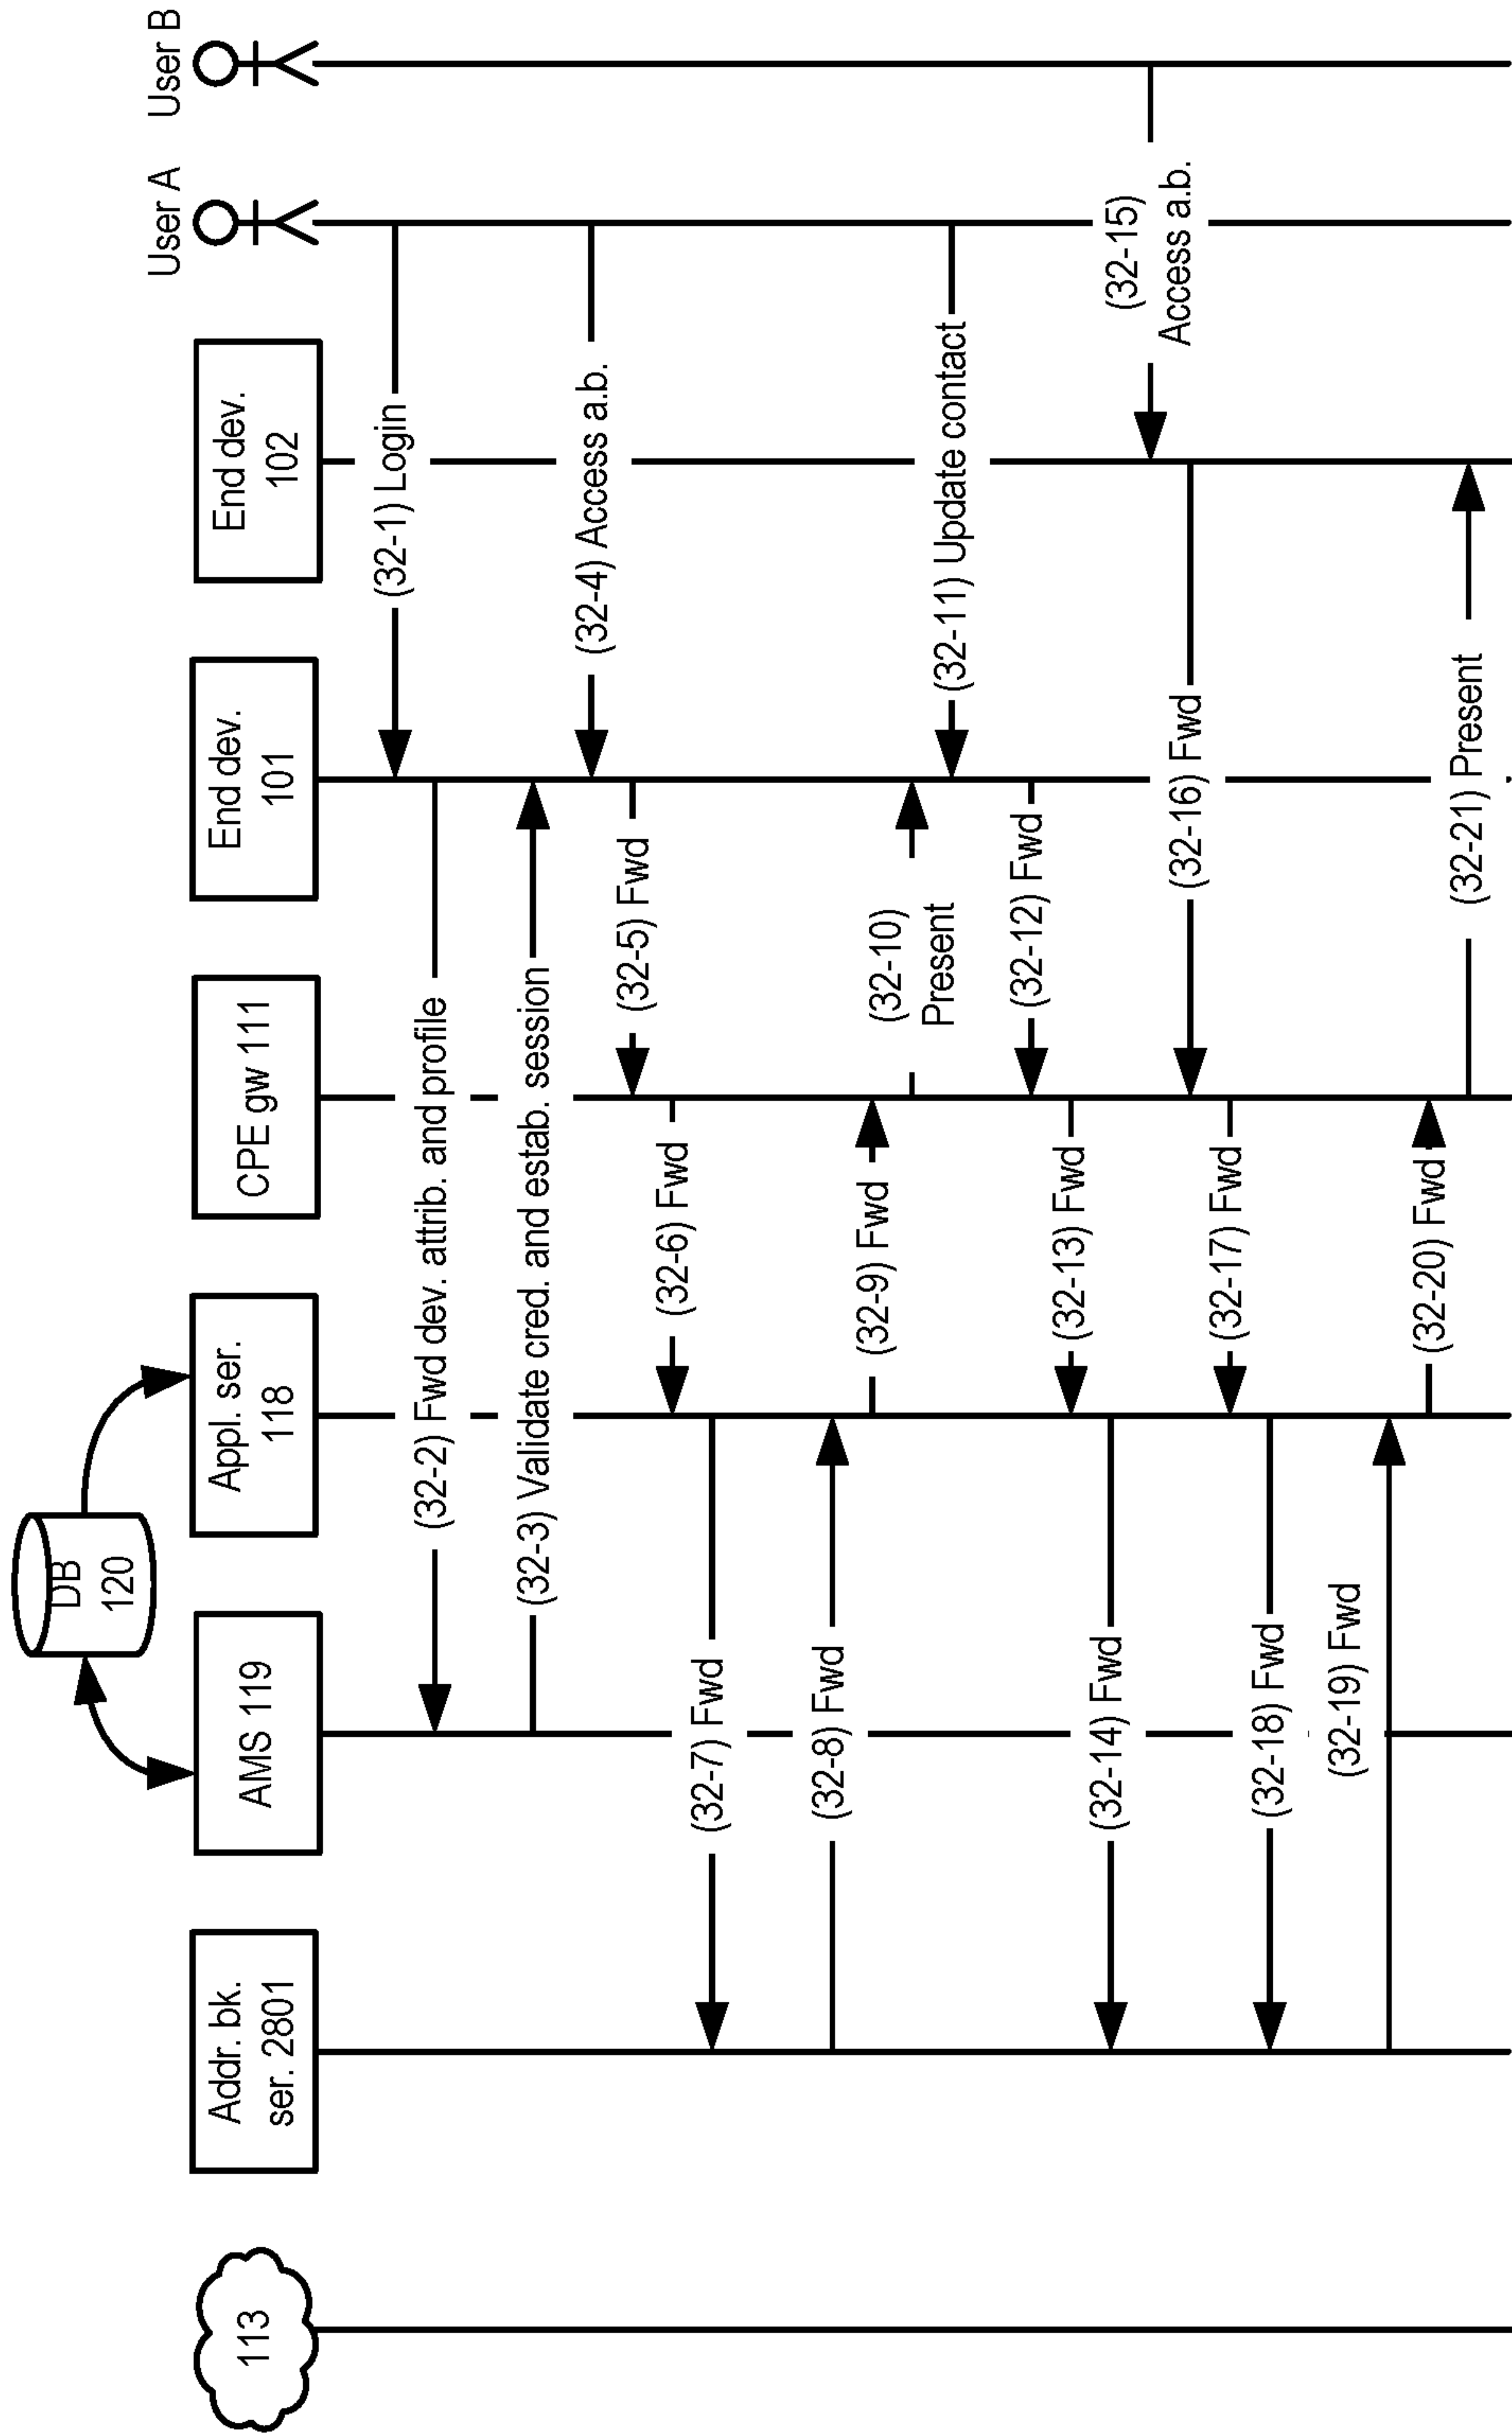 DB
120
113
Addr. bk.
ser. 2801
AMS 119
Appl. ser.
118
CPE gw 111
End dev.
101
End dev.
102
User A
User B
(32-1) Login
(32-2) Fwd dev. attrib. and profile
(32-3) Validate cred. and estab. session
(32-4) Access a.b.
(32-5) Fwd
(32-6) Fwd
(32-7) Fwd
(32-8) Fwd
(32-9) Fwd
(32-10)
Present
(32-11) Update contact
(32-12) Fwd
(32-13) Fwd
(32-14) Fwd
(32-15)
Access a.b.
(32-16) Fwd
(32-17) Fwd
(32-18) Fwd
(32-19) Fwd
(32-20) Fwd
(32-21) Present